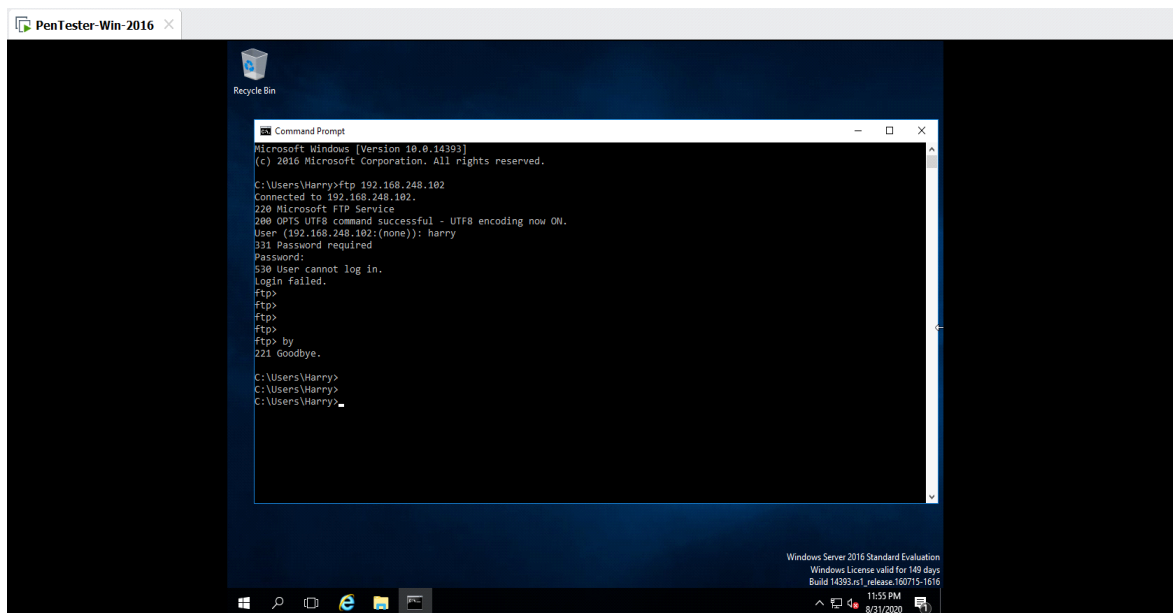 PenTester-Win-2016
Recycle Bin
Command Prompt
Microsoft Windows [Version 10.0.14393]
(c) 2016 Microsoft Corporation. All rights reserved.
C:\Users\Harry>ftp 192.168.248.102
Connected to 192.168.248.102.
220 Microsoft FTP Service
200 OPTS UTF8 command successful - UTF8 encoding now ON.
User (192.168.248.102:(none)): harry
331 Password required
Password:
530 User cannot log in.
Login failed.
ftp>
ftp>
ftp>
ftp>
ftp> by
221 Goodbye.
C:\Users\Harry>
C:\Users\Harry>
C:\Users\Harry>
Windows Server 2016 Standard Evaluation
Windows License valid for 149 days
Build 14393.rs1_release.160715-1616
11:55 PM
8/31/2020
1